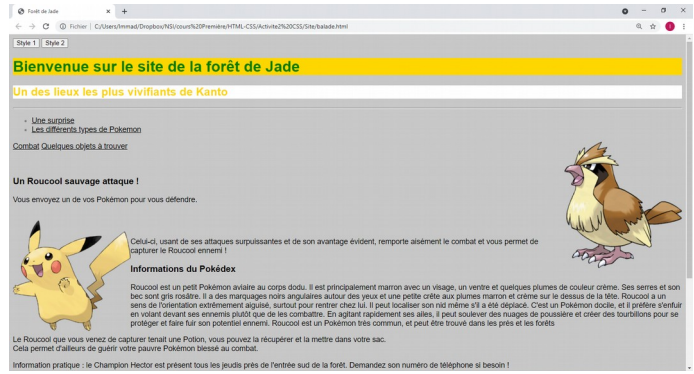 Forêt de Jade
Fichier | C:/Users/Immad/Dropbox/NSI/cours%20Première/HTML-CSS/Activite2%20CSS/Site/balade.html
Style 1 Style 2
Bienvenue sur le site de la forêt de Jade
Un des lieux les plus vivifiants de Kanto
Une surprise
Les différents types de Pokemon
Combat Quelques objets à trouver
Un Roucool sauvage attaque !
Vous envoyez un de vos Pokémon pour vous défendre.
Celui-ci, usant de ses attaques surpuissantes et de son avantage évident, remporte aisément le combat et vous permet de
capturer le Roucool ennemi !
Informations du Pokédex
Roucool est un petit Pokémon aviaire au corps dodu. Il est principalement marron avec un visage, un ventre et quelques plumes de couleur crème. Ses serres et son
bec sont gris rosâtre. Il a des marquages noirs angulaires autour des yeux et une petite crête aux plumes marron et crème sur le dessus de la tête. Roucool a un
sens de l'orientation extrêmement aiguisé, surtout pour rentrer chez lui. Il peut localiser son nid même s'il a été déplacé. C'est un Pokémon docile, et il préfère s'enfuir
en volant devant ses ennemis plutôt que de les combattre. En agitant rapidement ses ailes, il peut soulever des nuages de poussière et créer des tourbillons pour se
protéger et faire fuir son potentiel ennemi. Roucool est un Pokémon très commun, et peut être trouvé dans les prés et les forêts
Le Roucool que vous venez de capturer tenait une Potion, vous pouvez la récupérer et la mettre dans votre sac.
Cela permet d'ailleurs de guérir votre pauvre Pokémon blessé au combat.
Information pratique : le Champion Hector est présent tous les jeudis près de l'entrée sud de la forêt. Demandez son numéro de téléphone si besoin !